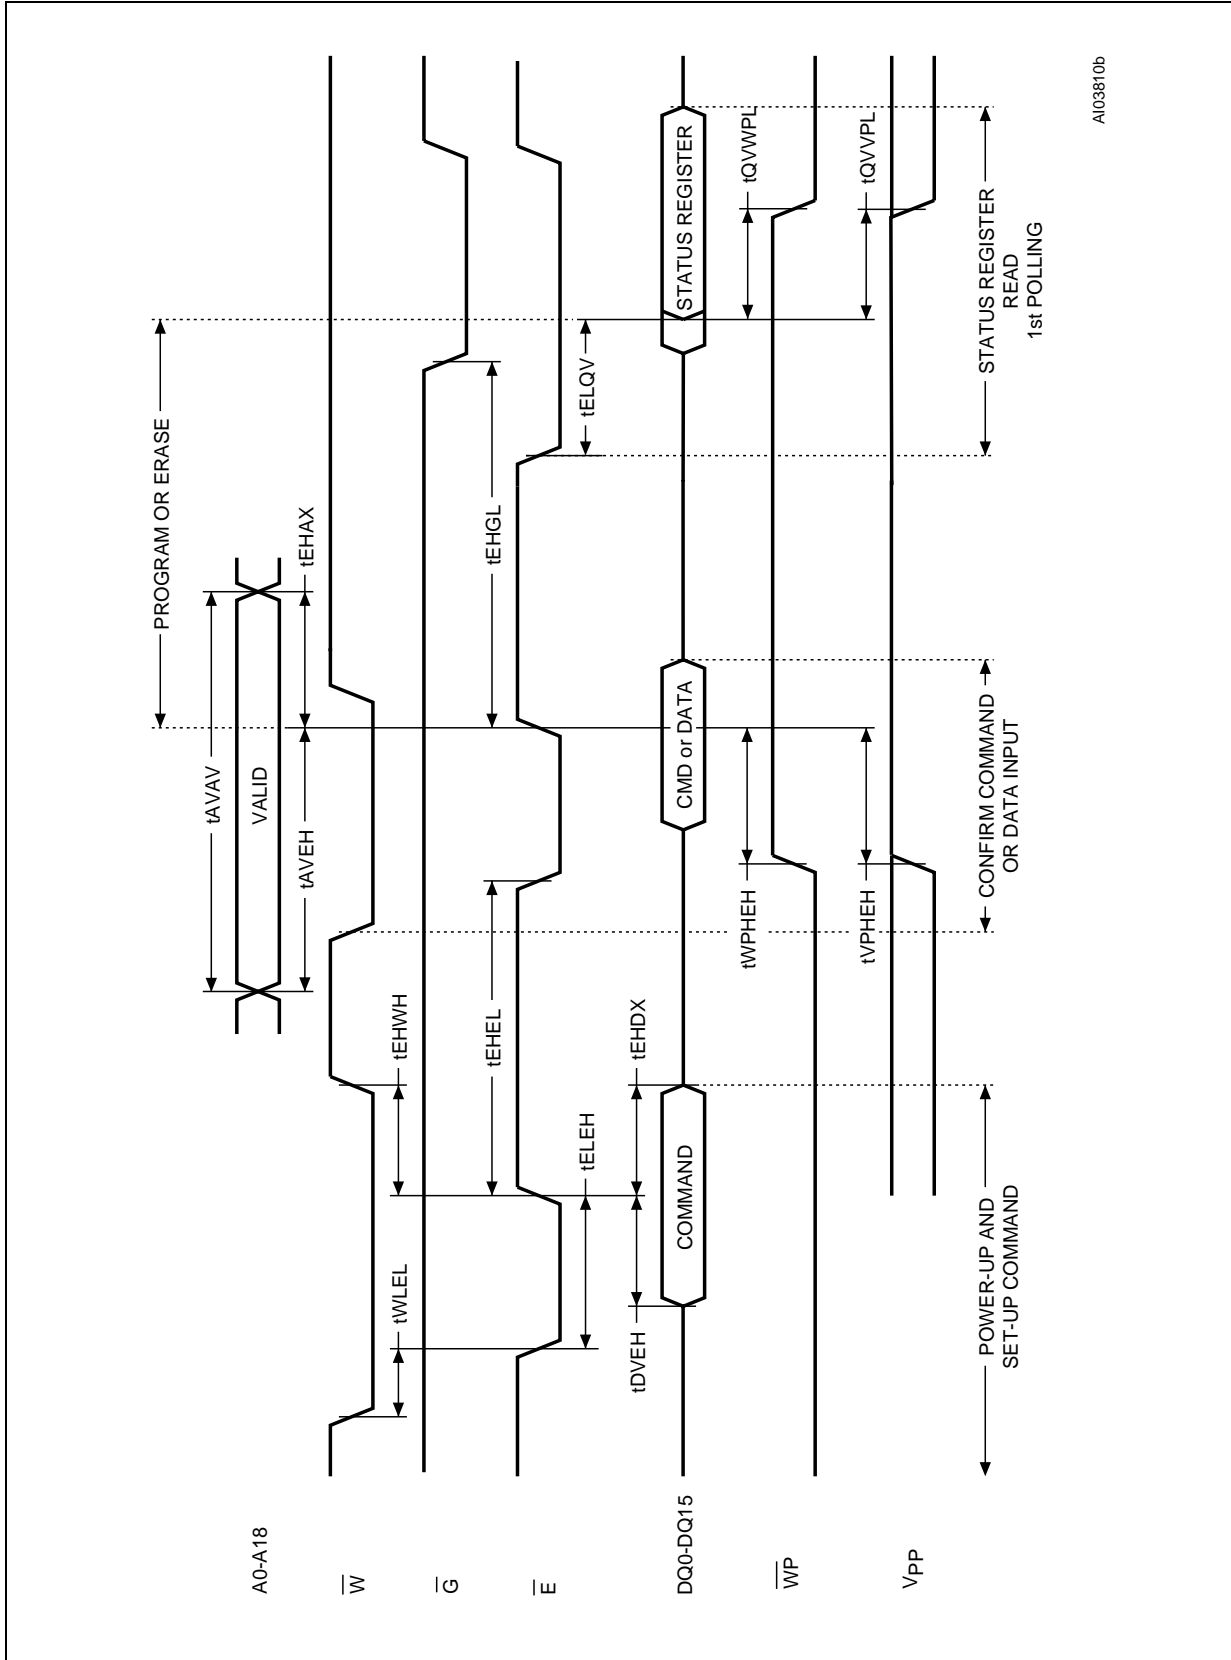 PROGRAM OR ERASE
tAVAV
A0-A18
VALID
tAVEH
tEHAX
W
tWLEL
tEHWH
G
tEHEL
tEHGL
E
tELEH
tELQV
tDVEH
tEHDX
DQ0-DQ15
COMMAND
CMD or DATA
STATUS REGISTER
tWPHEH
tQVWPL
WP
tVPHEH
tQVVPL
VPP
POWER-UP AND
SET-UP COMMAND
CONFIRM COMMAND
OR DATA INPUT
STATUS REGISTER
READ
1st POLLING
AI03810b